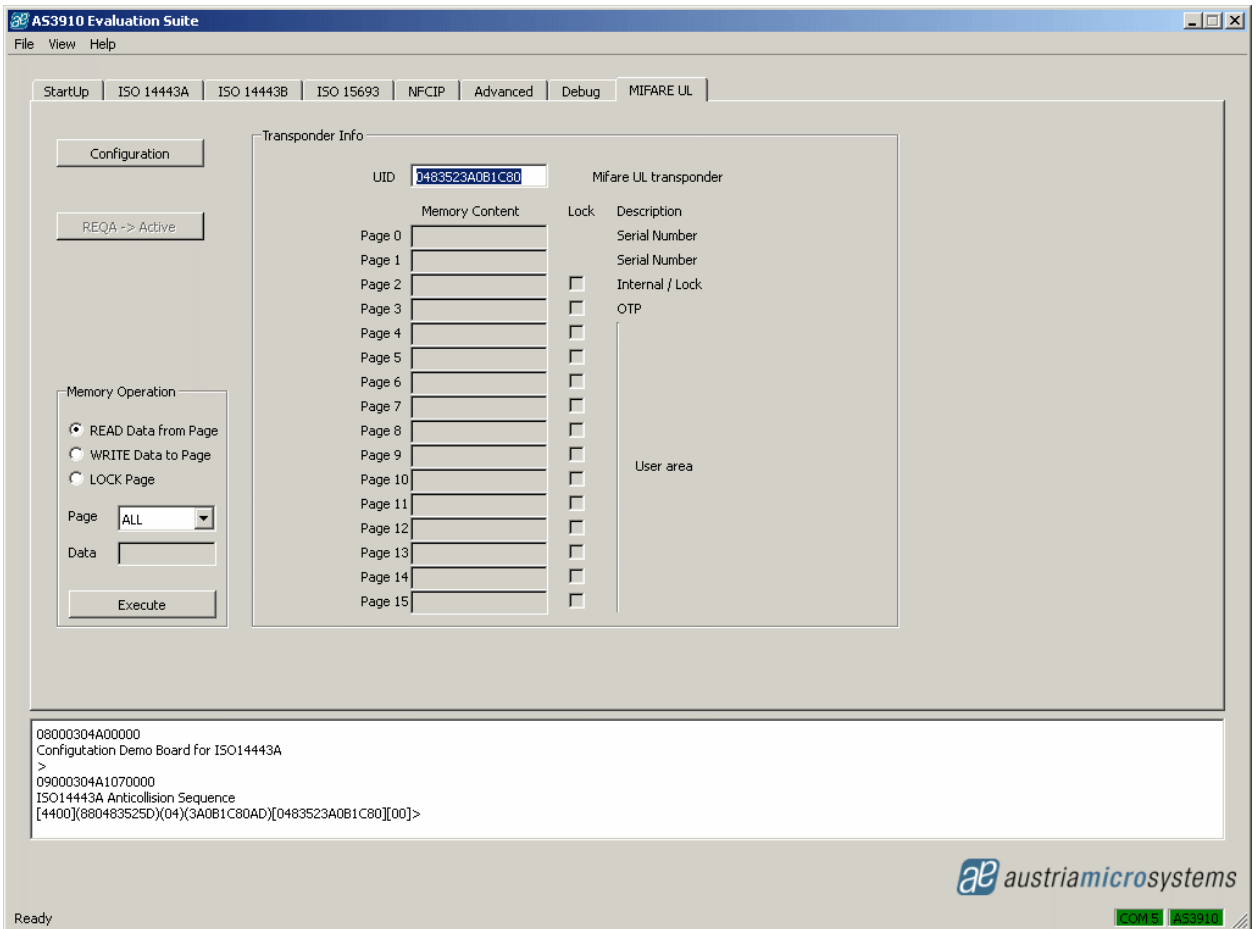 AS3910 Evaluation Suite
File View Help
StartUp ISO 14443A ISO 14443B ISO 15693 NFCIP Advanced Debug MIFARE UL
Configuration
REQA -> Active
Transponder Info
UID 0483523A0B1C80 Mifare UL transponder
Memory Content Lock Description
Page 0 Serial Number
Page 1 Serial Number
Page 2 Internal / Lock
Page 3 OTP
Page 4
Page 5
Page 6
Page 7
Page 8
Page 9
Page 10
Page 11
Page 12
Page 13
Page 14
Page 15
User area
Memory Operation
READ Data from Page
WRITE Data to Page
LOCK Page
Page ALL
Data
Execute
08000304A00000
Configutation Demo Board for ISO14443A
>
09000304A1070000
ISO14443A Anticollision Sequence
[4400](880483525D)(04)(3A0B1C80AD)[0483523A0B1C80][00]>
ae austriamicrosystems
Ready COM 5 AS3910